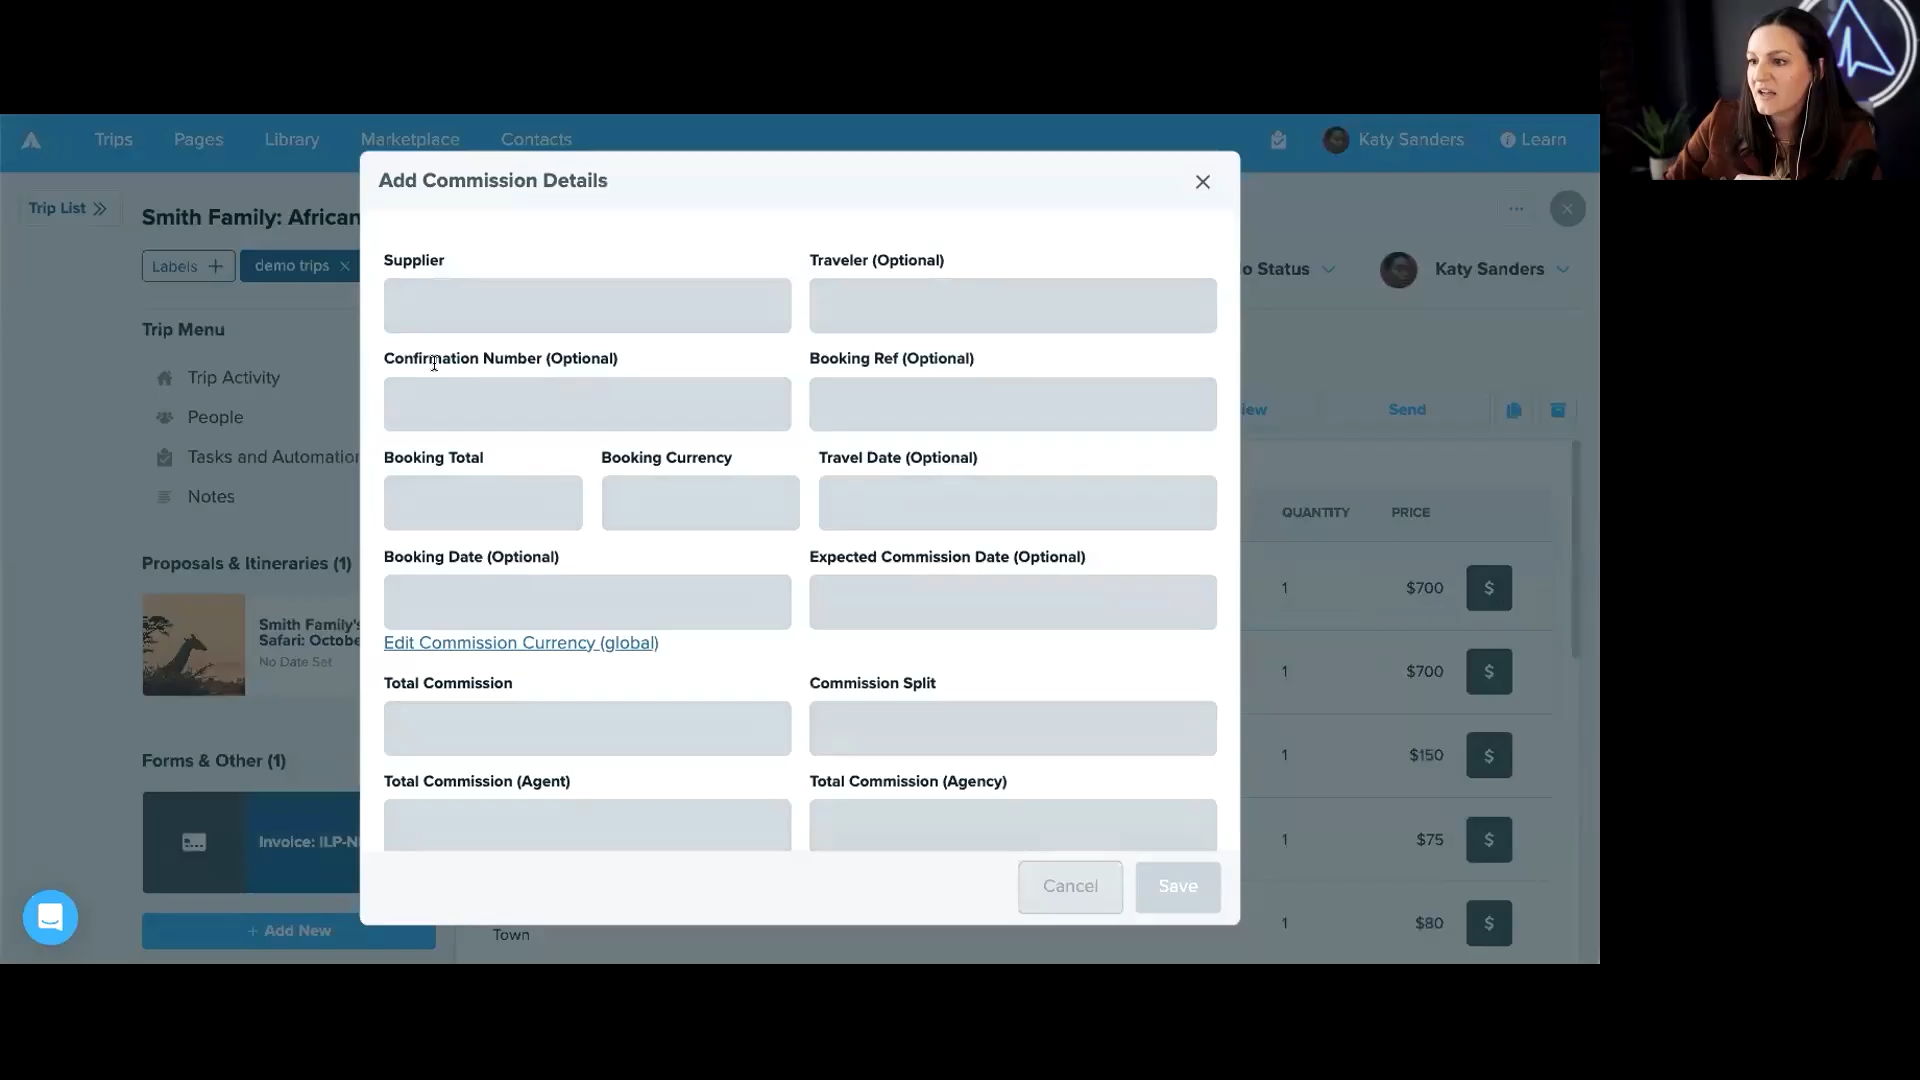 Trips
Pages
Library
Marketplace
Contacts
Katy Sanders
Learn
Trip List
Smith Family: African
Labels
demo trips
Trip Menu
Trip Activity
People
Tasks and Automation
Notes
Proposals & Itineraries (1)
Smith Family's
Safari: Octobe
No Date Set
Forms & Other (1)
Invoice: ILP-N
+ Add New
Add Commission Details
Supplier
Traveler (Optional)
Confirmation Number (Optional)
Booking Ref (Optional)
Booking Total
Booking Currency
Travel Date (Optional)
Booking Date (Optional)
Expected Commission Date (Optional)
Edit Commission Currency (global)
Total Commission
Commission Split
Total Commission (Agent)
Total Commission (Agency)
Cancel
Save
Town
o Status
Katy Sanders
iew
Send
QUANTITY
PRICE
1
$700
$
1
$700
$
1
$150
$
1
$75
$
1
$80
$